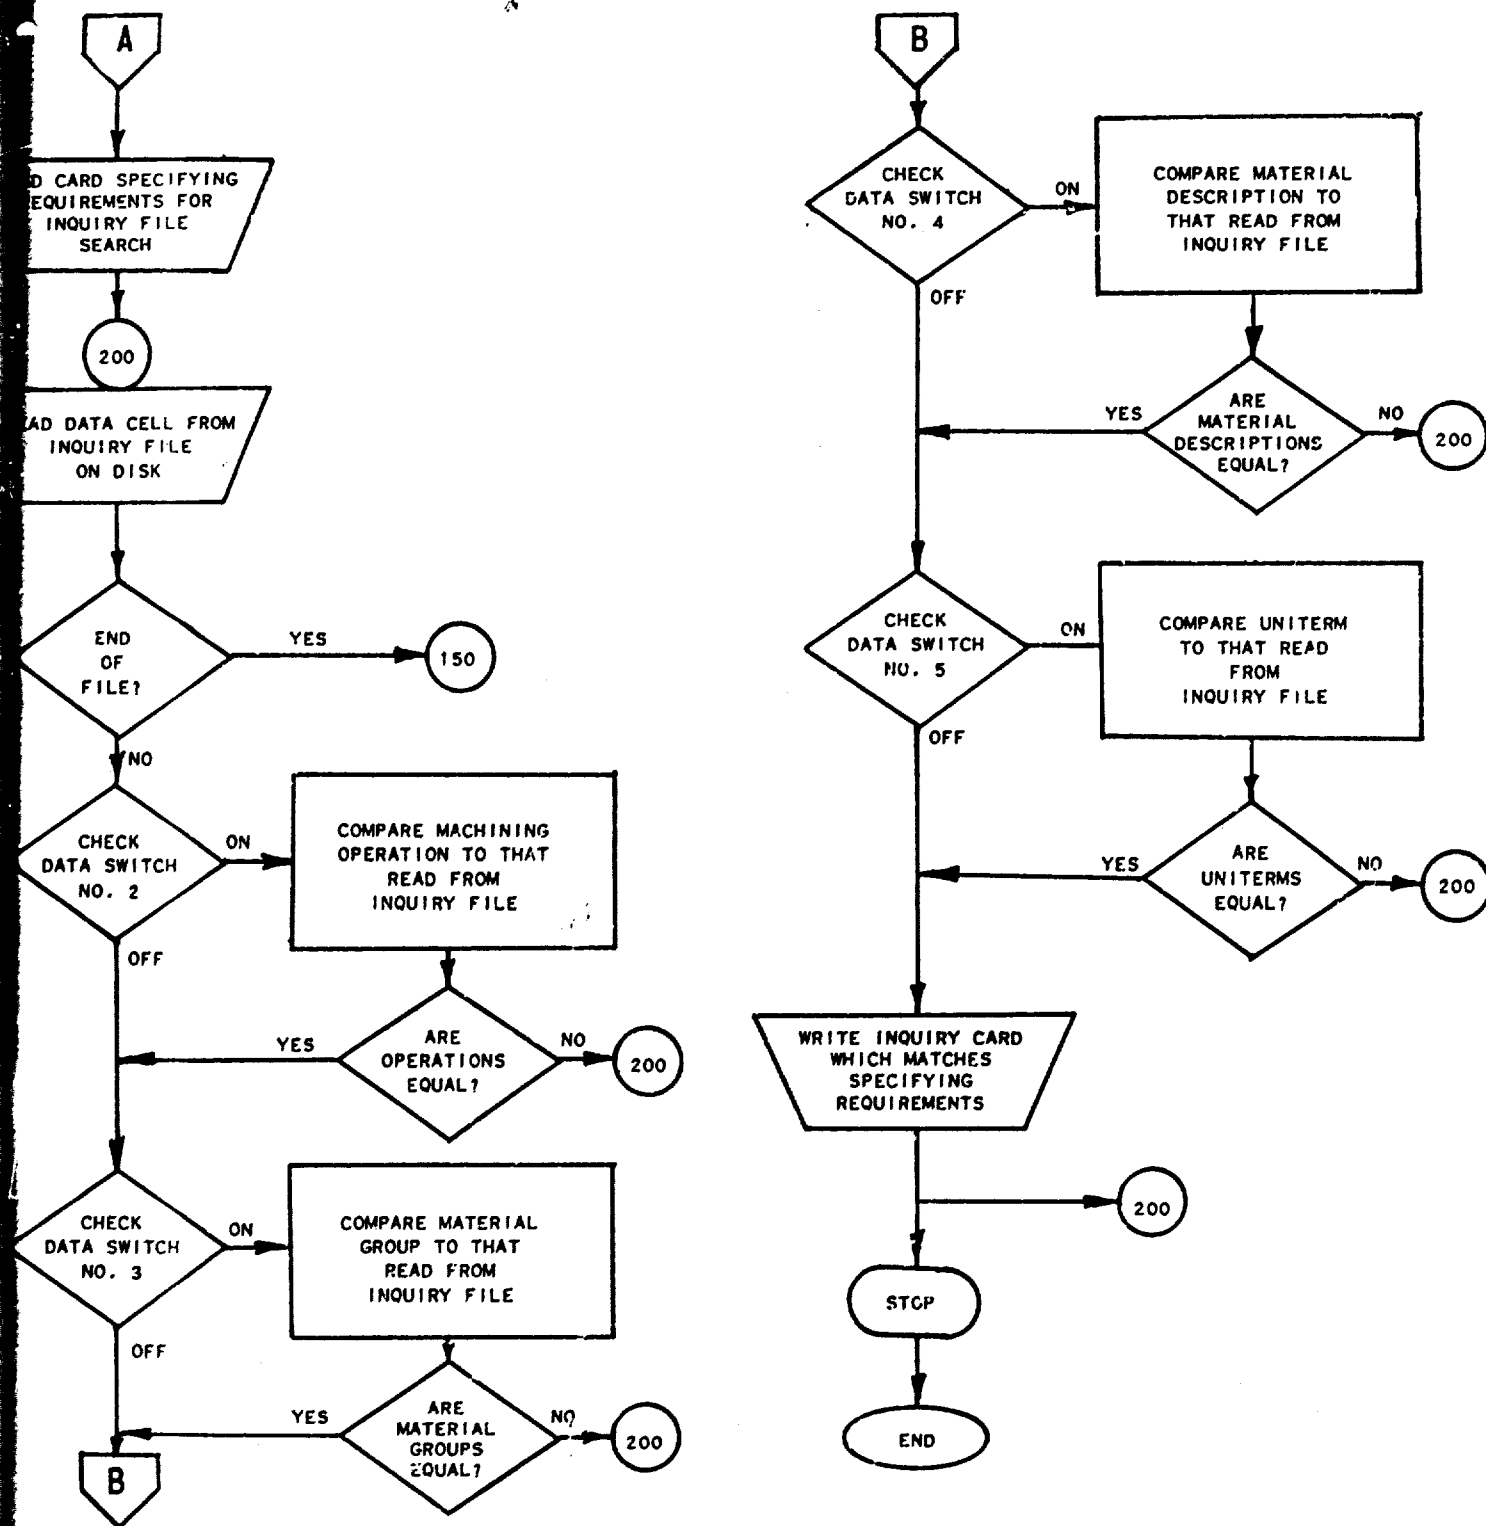 A
D CARD SPECIFYING
EQUIREMENTS FOR
INQUIRY FILE
SEARCH
200
AD DATA CELL FROM
INQUIRY FILE
ON DISK
END
OF
FILE?
YES
150
NO
CHECK
DATA SWITCH
NO. 2
ON
COMPARE MACHINING
OPERATION TO THAT
READ FROM
INQUIRY FILE
OFF
ARE
OPERATIONS
EQUAL?
YES
NO
200
CHECK
DATA SWITCH
NO. 3
ON
COMPARE MATERIAL
GROUP TO THAT
READ FROM
INQUIRY FILE
OFF
ARE
MATERIAL
GROUPS
EQUAL?
YES
NO
200
B
B
CHECK
DATA SWITCH
NO. 4
ON
COMPARE MATERIAL
DESCRIPTION TO
THAT READ FROM
INQUIRY FILE
OFF
ARE
MATERIAL
DESCRIPTIONS
EQUAL?
YES
NO
200
CHECK
DATA SWITCH
NO. 5
ON
COMPARE UNITERM
TO THAT READ
FROM
INQUIRY FILE
OFF
ARE
UNITERMS
EQUAL?
YES
NO
200
WRITE INQUIRY CARD
WHICH MATCHES
SPECIFYING
REQUIREMENTS
200
STOP
END